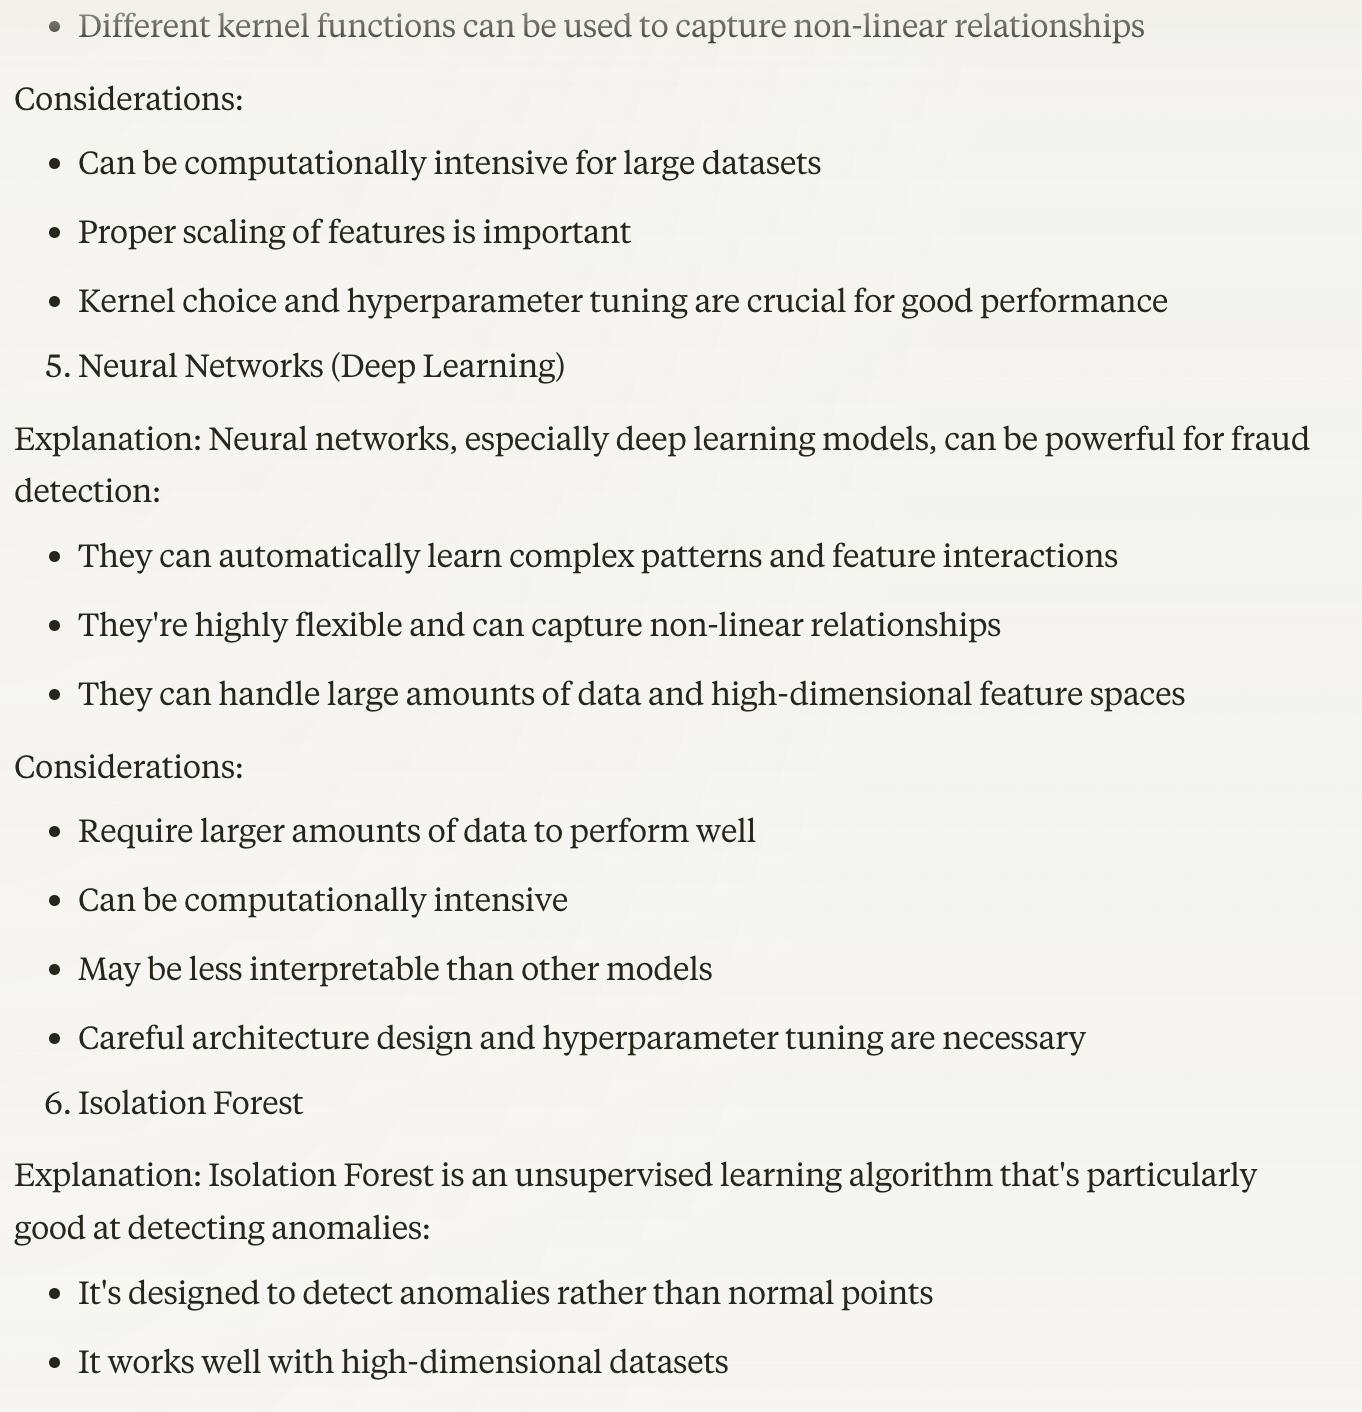 • Different kernel functions can be used to capture non-linear relationships
Considerations:
• Can be computationally intensive for large datasets
• Proper scaling of features is important
• Kernel choice and hyperparameter tuning are crucial for good performance
5. Neural Networks (Deep Learning)
Explanation: Neural networks, especially deep learning models, can be powerful for fraud
detection:
• They can automatically learn complex patterns and feature interactions
• They're highly flexible and can capture non-linear relationships
• They can handle large amounts of data and high-dimensional feature spaces
Considerations:
• Require larger amounts of data to perform well
• Can be computationally intensive
• May be less interpretable than other models
• Careful architecture design and hyperparameter tuning are necessary
6. Isolation Forest
Explanation: Isolation Forest is an unsupervised learning algorithm that's particularly
good at detecting anomalies:
• It's designed to detect anomalies rather than normal points
• It works well with high-dimensional datasets